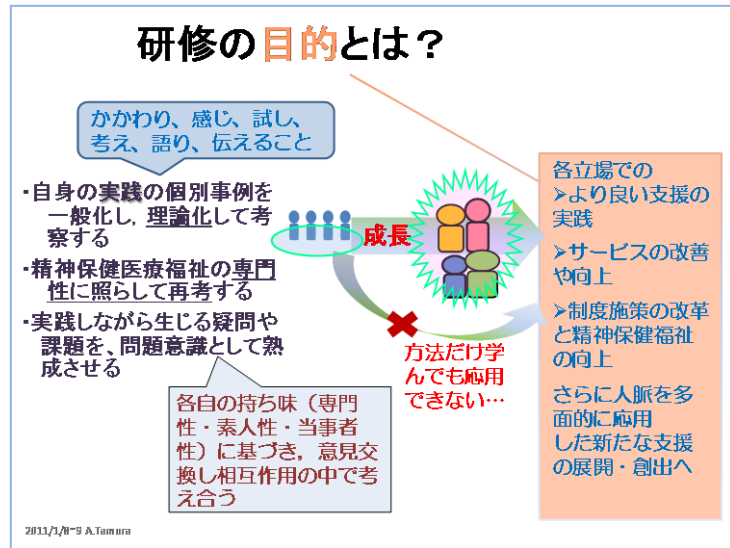 研修の目的とは？
かかわり、感じ、試し、
考え、語り、伝えること
・自身の実践の個別事例を
一般化し，理論化して考
察する
・精神保健医療福祉の専門
性に照らして再考する
・実践しながら生じる疑問や
課題を、問題意識として熟
成させる
各自の持ち味（専門
性・素人性・当事者
性）に基づき，意見交
換し相互作用の中で考
え合う
成長
方法だけ学
んでも応用
できない…
各立場での
➢より良い支援の
実践
➢サービスの改善
や向上
➢制度施策の改革
と精神保健福祉
の向上
さらに人脈を多
面的に応用
した新たな支援
の展開・創出へ
2011/1/8-9 A.Tamura